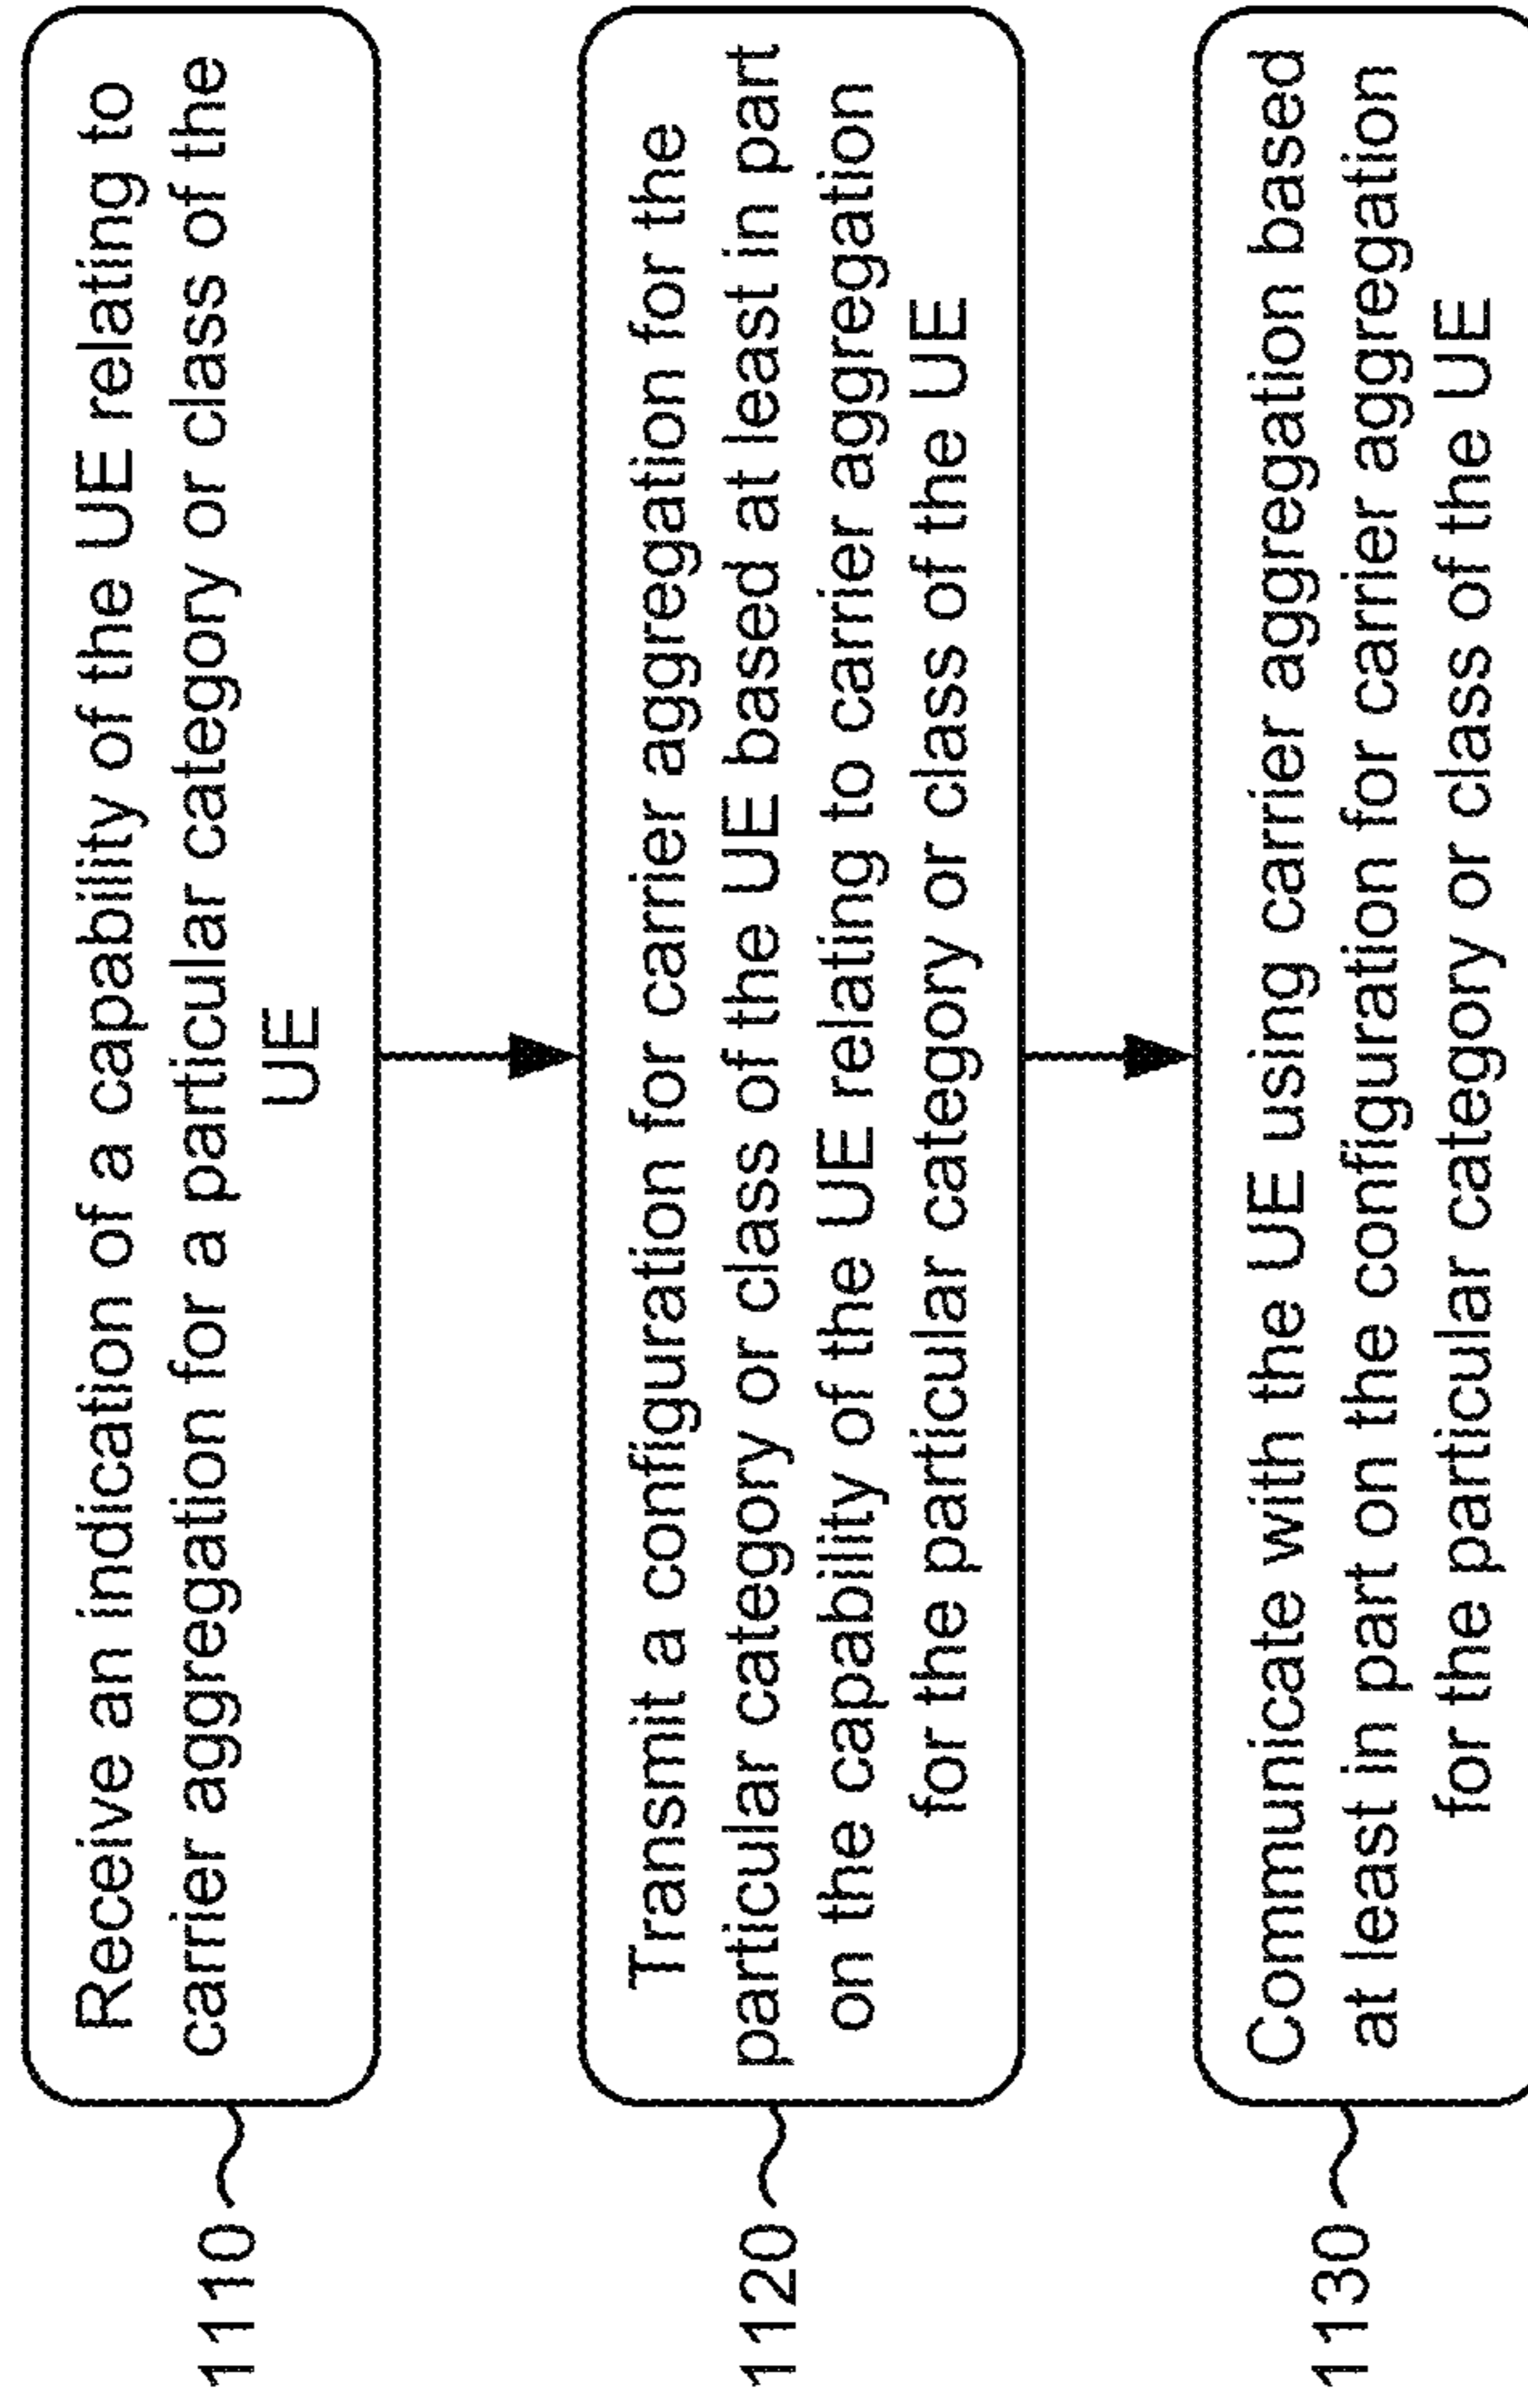 Receive an indication of a capability of the UE relating to
carrier aggregation for a particular category or class of the
UE
1110
Transmit a configuration for carrier aggregation for the
particular category or class of the UE based at least in part
on the capability of the UE relating to carrier aggregation
for the particular category or class of the UE
1120
Communicate with the UE using carrier aggregation based
at least in part on the configuration for carrier aggregation
for the particular category or class of the UE
1130